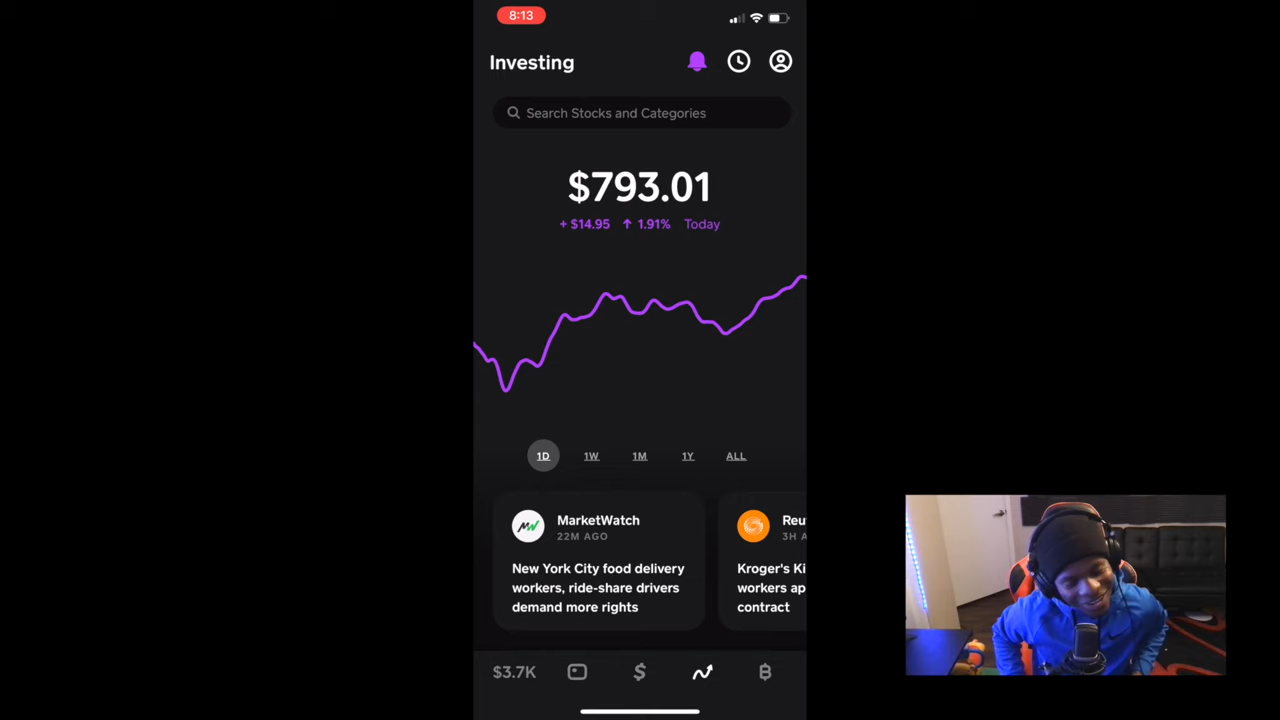 8:13
Investing
Search Stocks and Categories
$793.01
+ $14.95 ↑ 1.91% Today
1D 1W 1M 1Y ALL
MarketWatch
22M AGO
New York City food delivery
workers, ride-share drivers
demand more rights
Reu
3H A
Kroger's Ki
workers ap
contract
$3.7K $ ₿